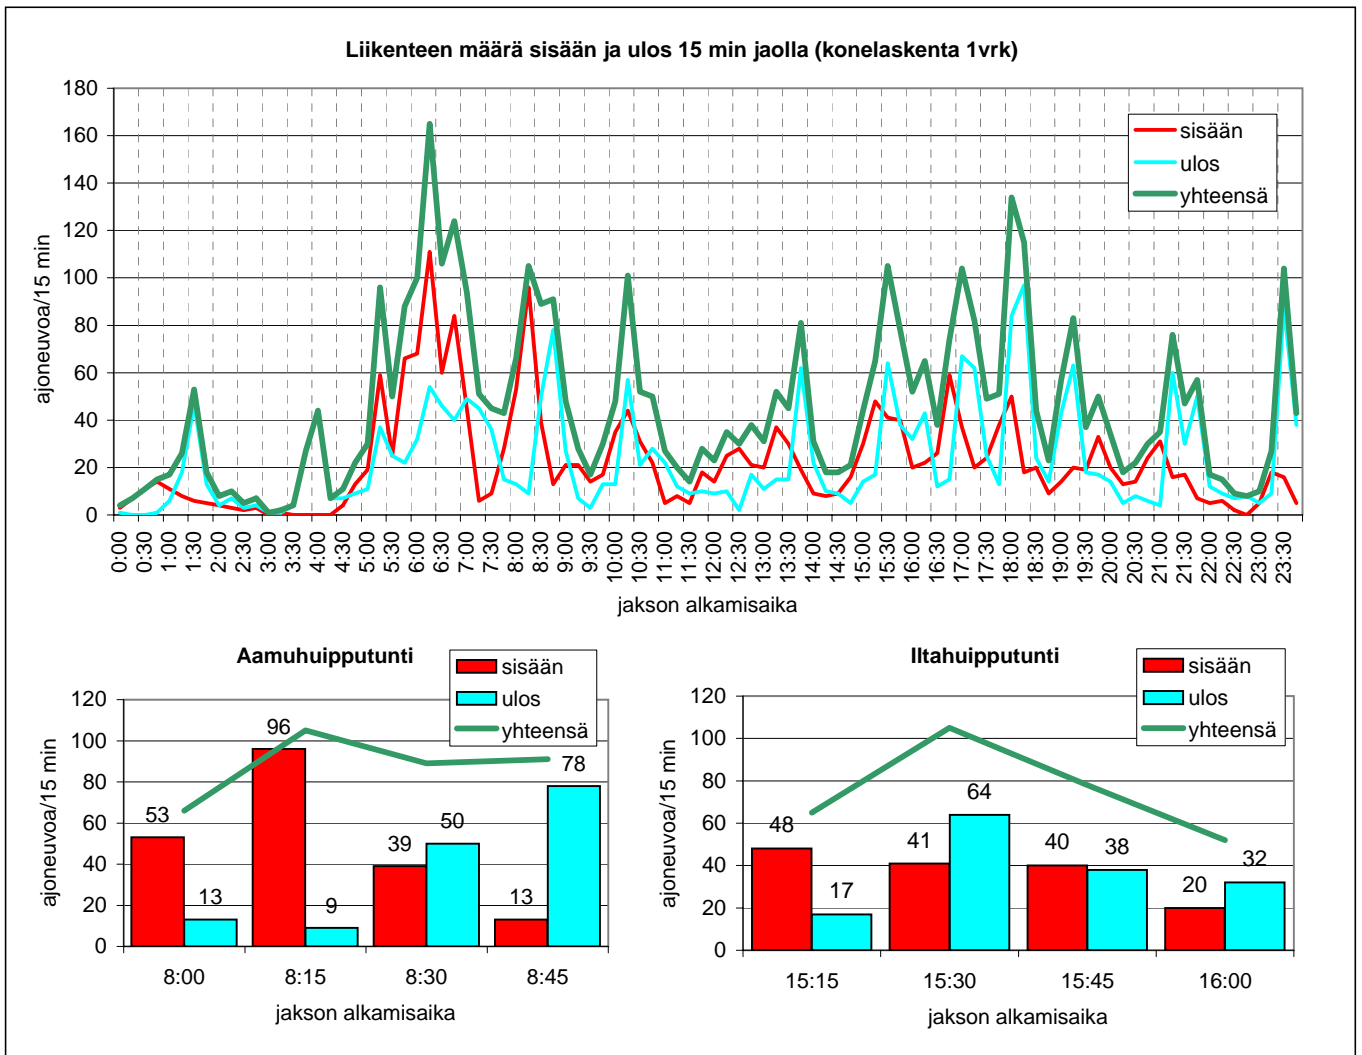 Liikenteen määrä sisään ja ulos 15 min jaolla (konelaskenta 1vrk)
180
160
140
120
100
80
60
40
20
0
ajoneuvoa/15 min
sisään
ulos
yhteensä
0:00 0:30 1:00 1:30 2:00 2:30 3:00 3:30 4:00 4:30 5:00 5:30 6:00 6:30 7:00 7:30 8:00 8:30 9:00 9:30 10:00 10:30 11:00 11:30 12:00 12:30 13:00 13:30 14:00 14:30 15:00 15:30 16:00 16:30 17:00 17:30 18:00 18:30 19:00 19:30 20:00 20:30 21:00 21:30 22:00 22:30 23:00 23:30
jakson alkamisaika
Aamuhuipputunti
sisään
ulos
yhteensä
120
100
80
60
40
20
0
ajoneuvoa/15 min
53 13 96 9 39 50 13 78
8:00 8:15 8:30 8:45
jakson alkamisaika
Iltahuipputunti
sisään
ulos
yhteensä
120
100
80
60
40
20
0
ajoneuvoa/15 min
48 17 41 64 40 38 20 32
15:15 15:30 15:45 16:00
jakson alkamisaika